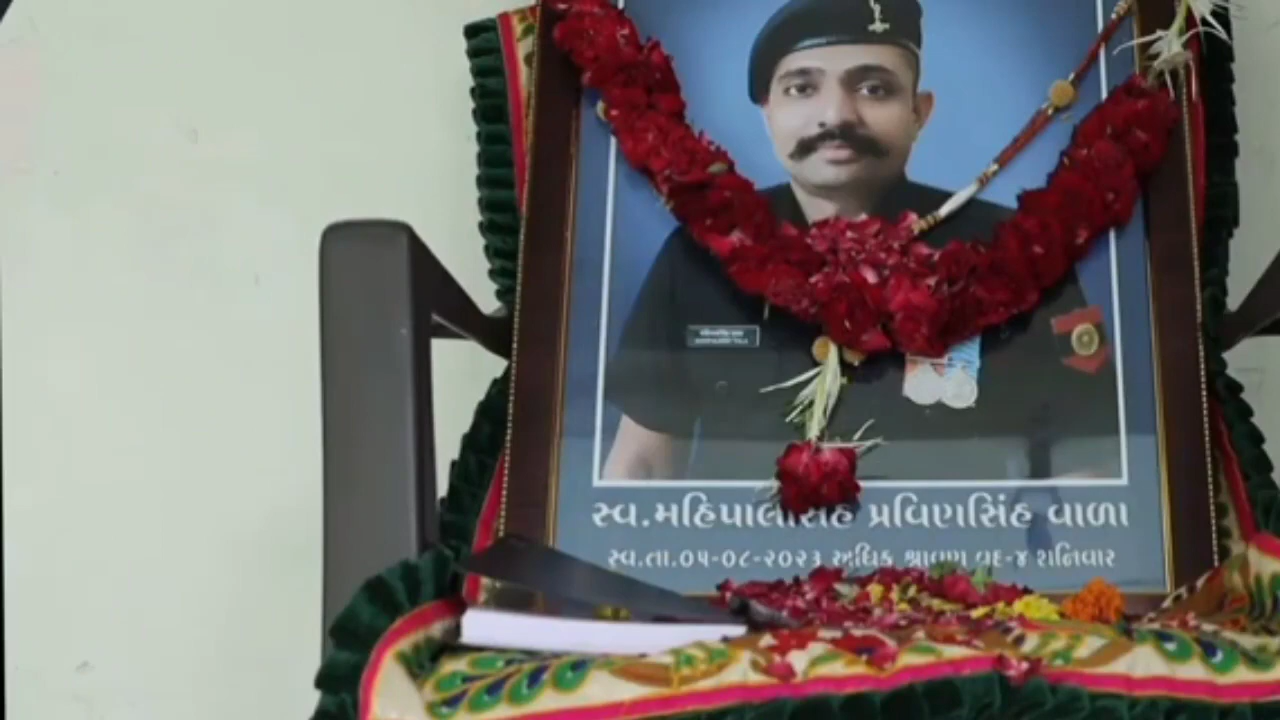 સ્વ.મહિપાલસિંહ પ્રવિણસિંહ વાળા
સ્વ.તા.૦૫-૦૮-૨૦૨૩ અધિક શ્રાવણ વદ-૪ શનિવાર